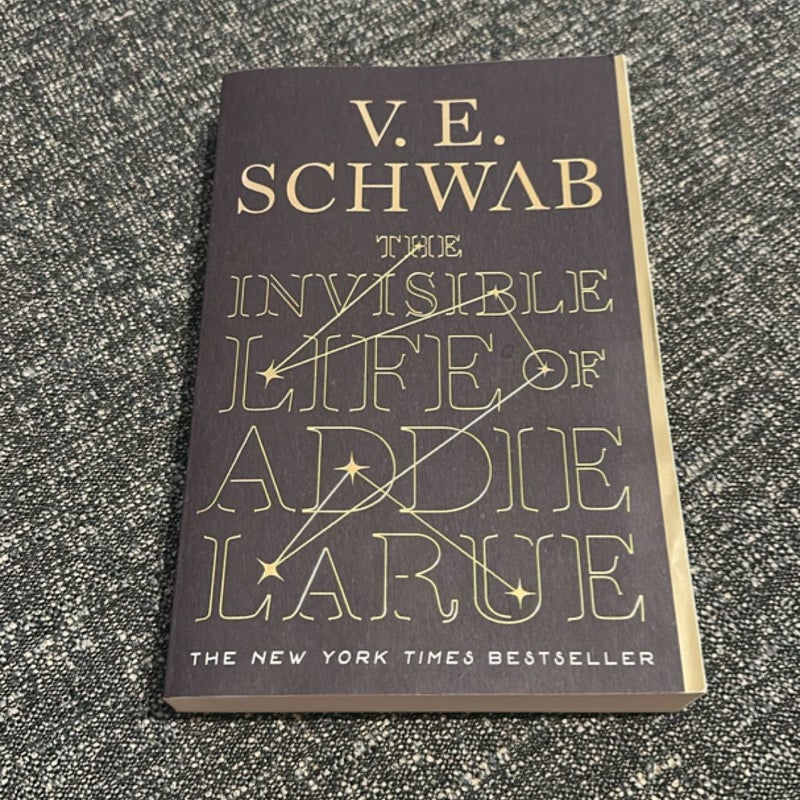 V. E.
SCHWAB
THE
INVISIBLE
LIFE OF
ADDIE
LARUE
THE NEW YORK TIMES BESTSELLER